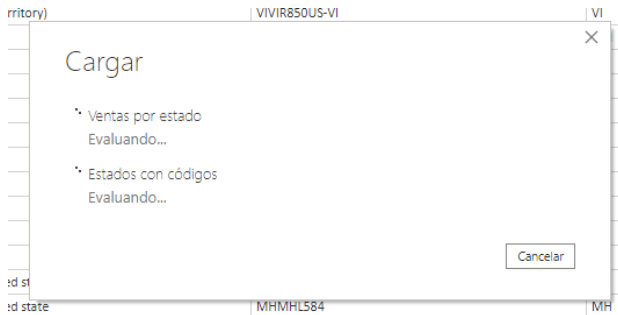 rritory)
VIVIR850US-VI
VI
Cargar
Ventas por estado
Evaluando...
Estados con códigos
Evaluando...
Cancelar
ed st
ed state
MHMHL584
MH